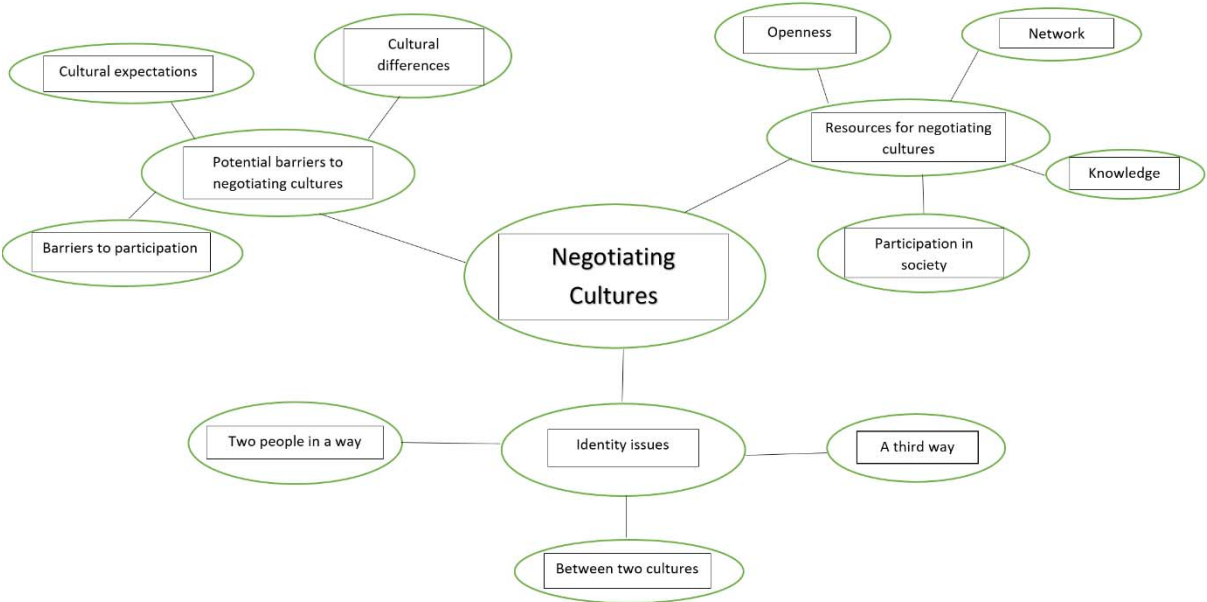 Cultural expectations
Cultural
differences
Potential barriers to
negotiating cultures
Barriers to participation
Openness
Network
Resources for negotiating
cultures
Knowledge
Participation in
society
Negotiating
Cultures
Two people in a way
Identity issues
A third way
Between two cultures